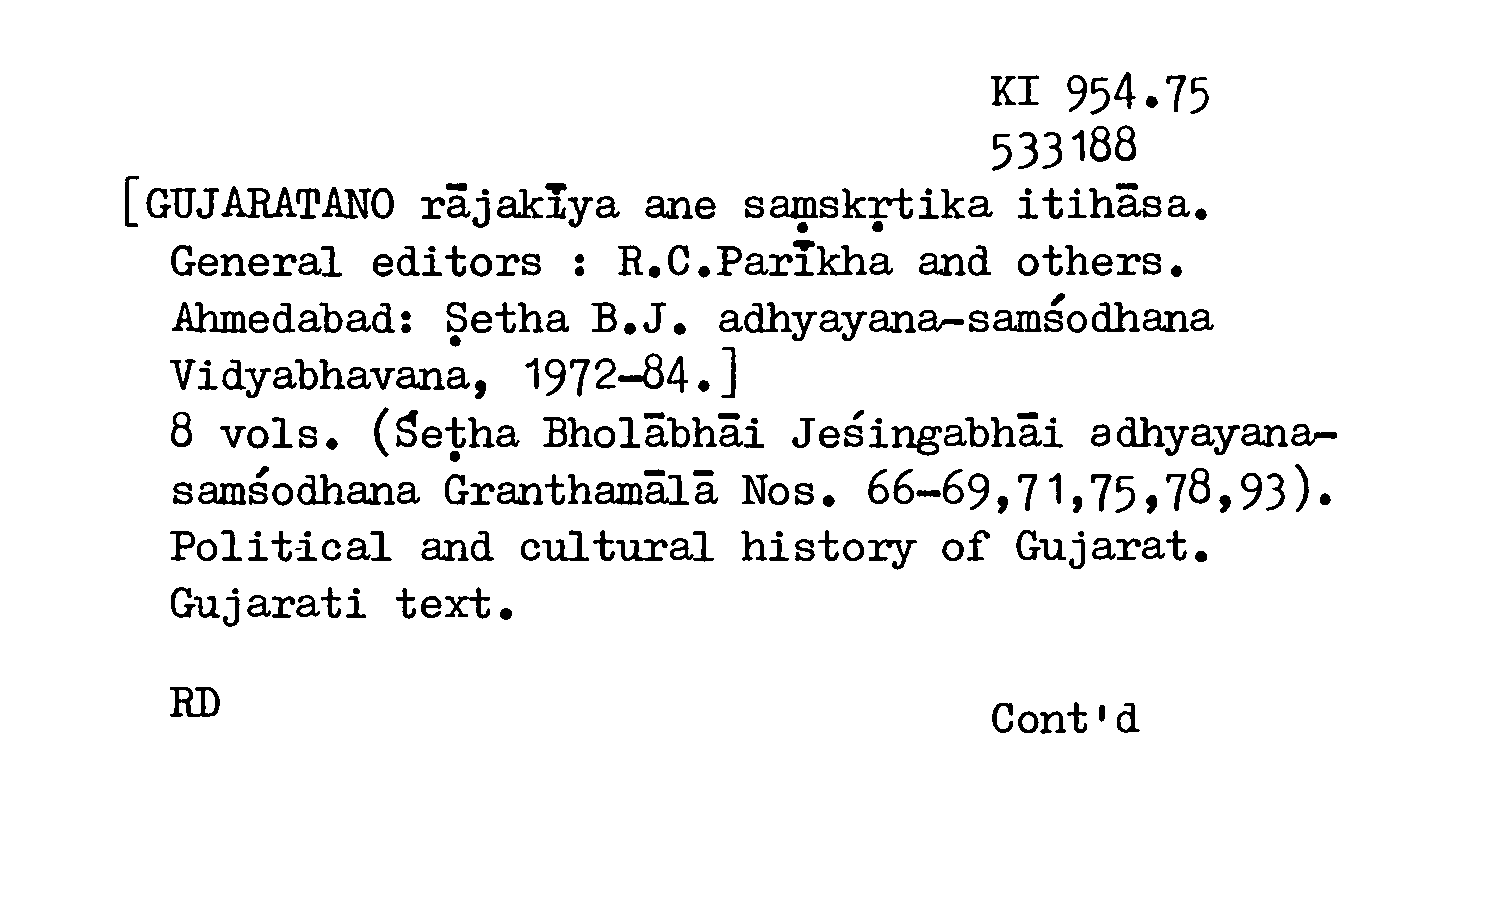 KI 954.75
533188
[GUJARATANO rājakīya ane saṃskṛtika itihāsa.
General editors : R.C.Parīkha and others.
Ahmedabad: Ṣetha B.J. adhyayana-samśodhana
Vidyabhavana, 1972-84.]
8 vols. (Śeṭha Bholābhāi Jeśingabhāi adhyayana-
samśodhana Granthamālā Nos. 66-69,71,75,78,93).
Political and cultural history of Gujarat.
Gujarati text.
RD
Cont'd